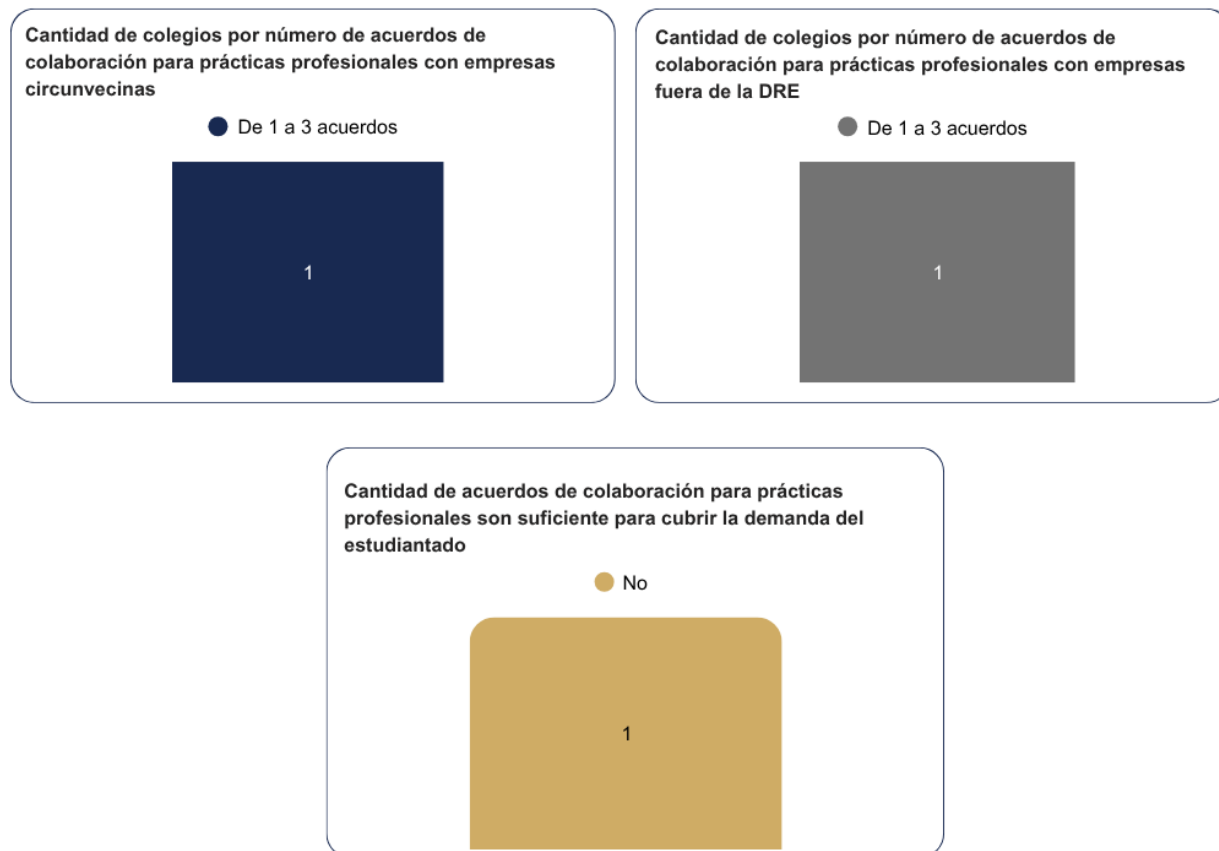 Cantidad de colegios por número de acuerdos de
colaboración para prácticas profesionales con empresas
circunvecinas
De 1 a 3 acuerdos
1
Cantidad de colegios por número de acuerdos de
colaboración para prácticas profesionales con empresas
fuera de la DRE
De 1 a 3 acuerdos
1
Cantidad de acuerdos de colaboración para prácticas
profesionales son suficiente para cubrir la demanda del
estudiantado
No
1